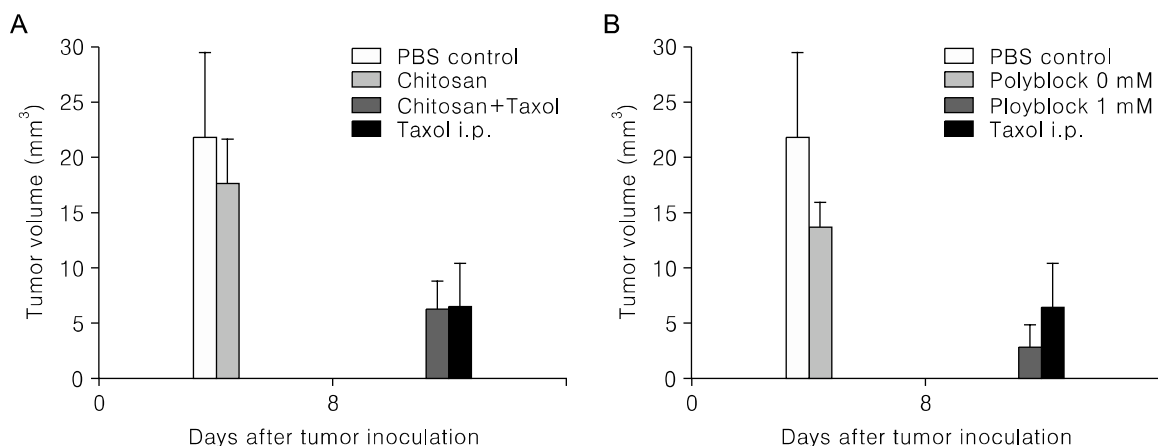 A
Tumor volume (mm³)
30
25
20
15
10
5
0
PBS control
Chitosan
Chitosan+Taxol
Taxol i.p.
0
8
Days after tumor inoculation
B
Tumor volume (mm³)
30
25
20
15
10
5
0
PBS control
Polyblock 0 mM
Ployblock 1 mM
Taxol i.p.
0
8
Days after tumor inoculation